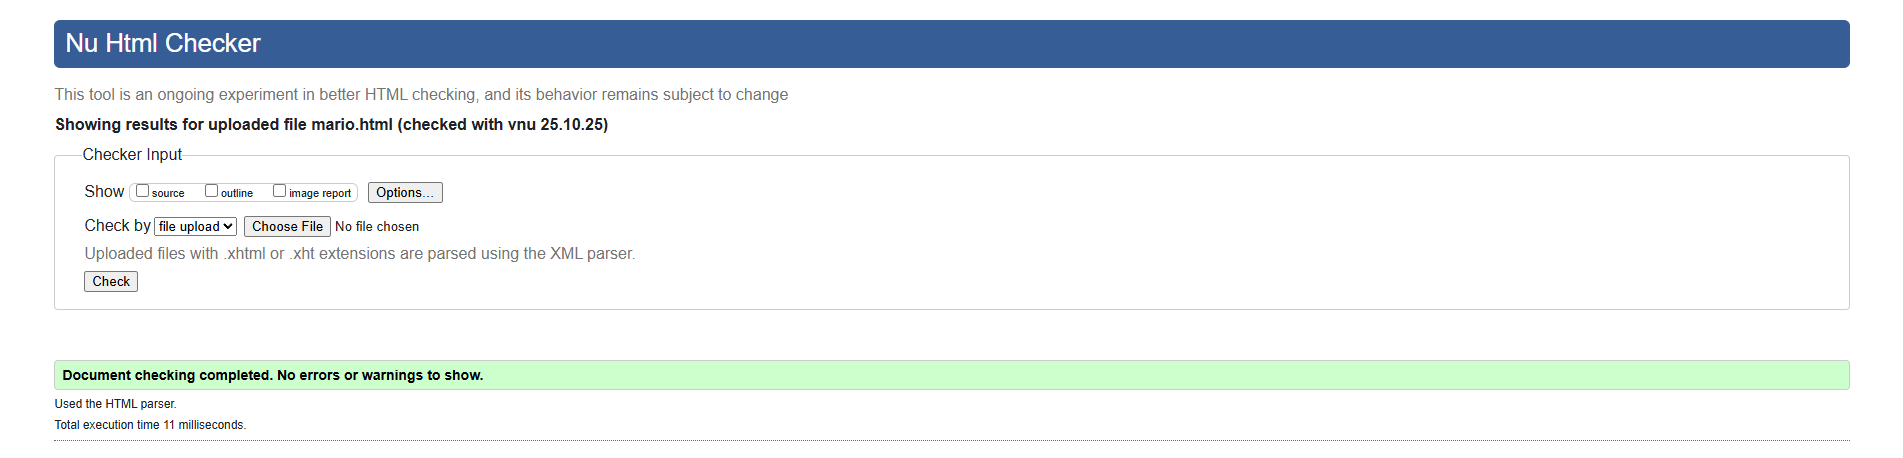 Nu Html Checker
This tool is an ongoing experiment in better HTML checking, and its behavior remains subject to change
Showing results for uploaded file mario.html (checked with vnu 25.10.25)
Checker Input
Show source outline image report Options...
Check by file upload Choose File No file chosen
Uploaded files with .xhtml or .xht extensions are parsed using the XML parser.
Check
Document checking completed. No errors or warnings to show.
Used the HTML parser.
Total execution time 11 milliseconds.